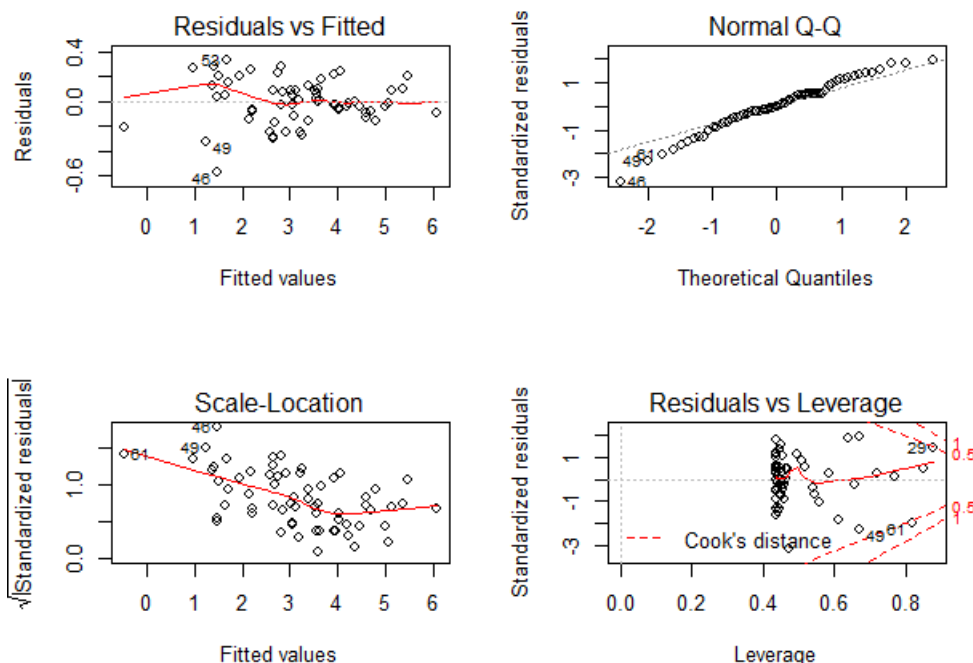 Residuals vs Fitted
Residuals
0.4
0.0
-0.6
52
49
46
0 1 2 3 4 5 6
Fitted values
Normal Q-Q
Standardized residuals
1
-1
-3
61
49
46
-2 -1 0 1 2
Theoretical Quantiles
Scale-Location
√|Standardized residuals|
1.0
0.0
46
49
61
0 1 2 3 4 5 6
Fitted values
Residuals vs Leverage
Standardized residuals
1
-1
-3
29
49
61
1
0.5
0.5
1
Cook's distance
0.0 0.2 0.4 0.6 0.8
Leverage